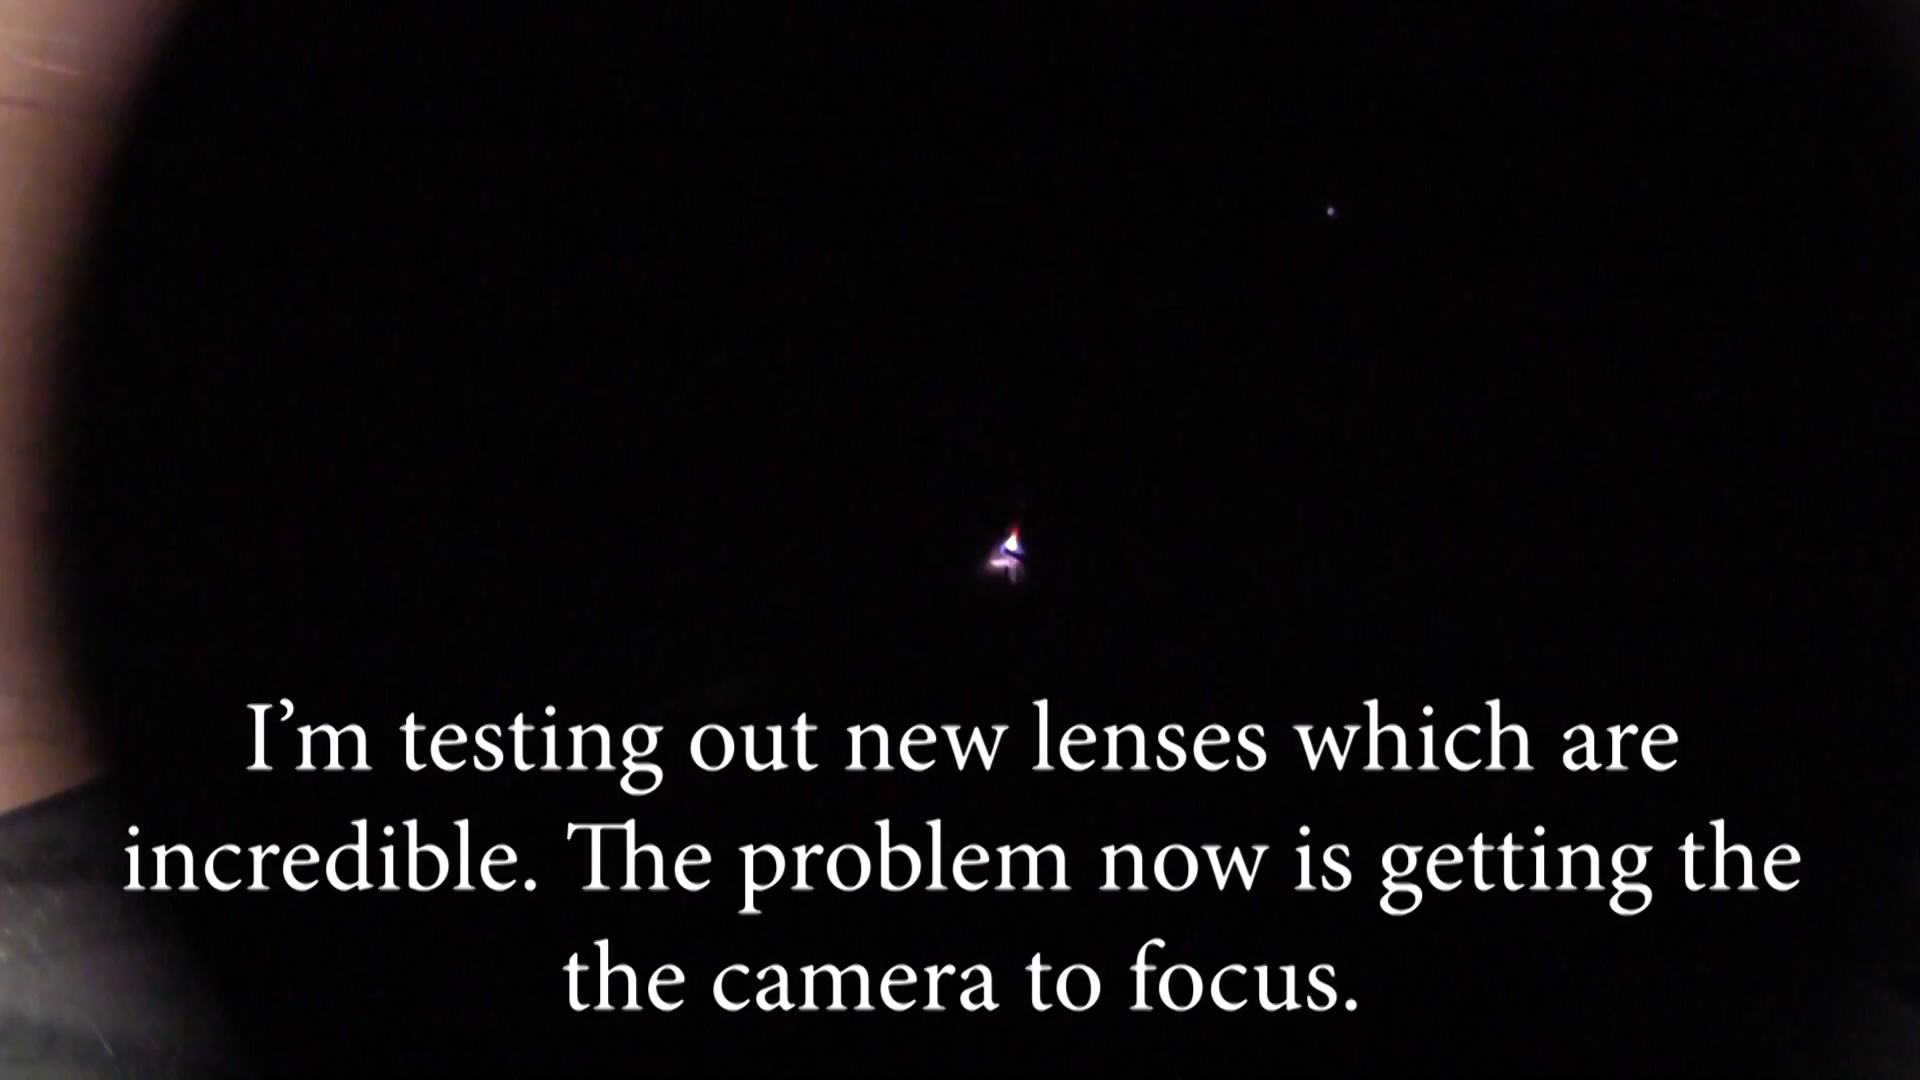 I’m testing out new lenses which are
incredible. The problem now is getting the
the camera to focus.